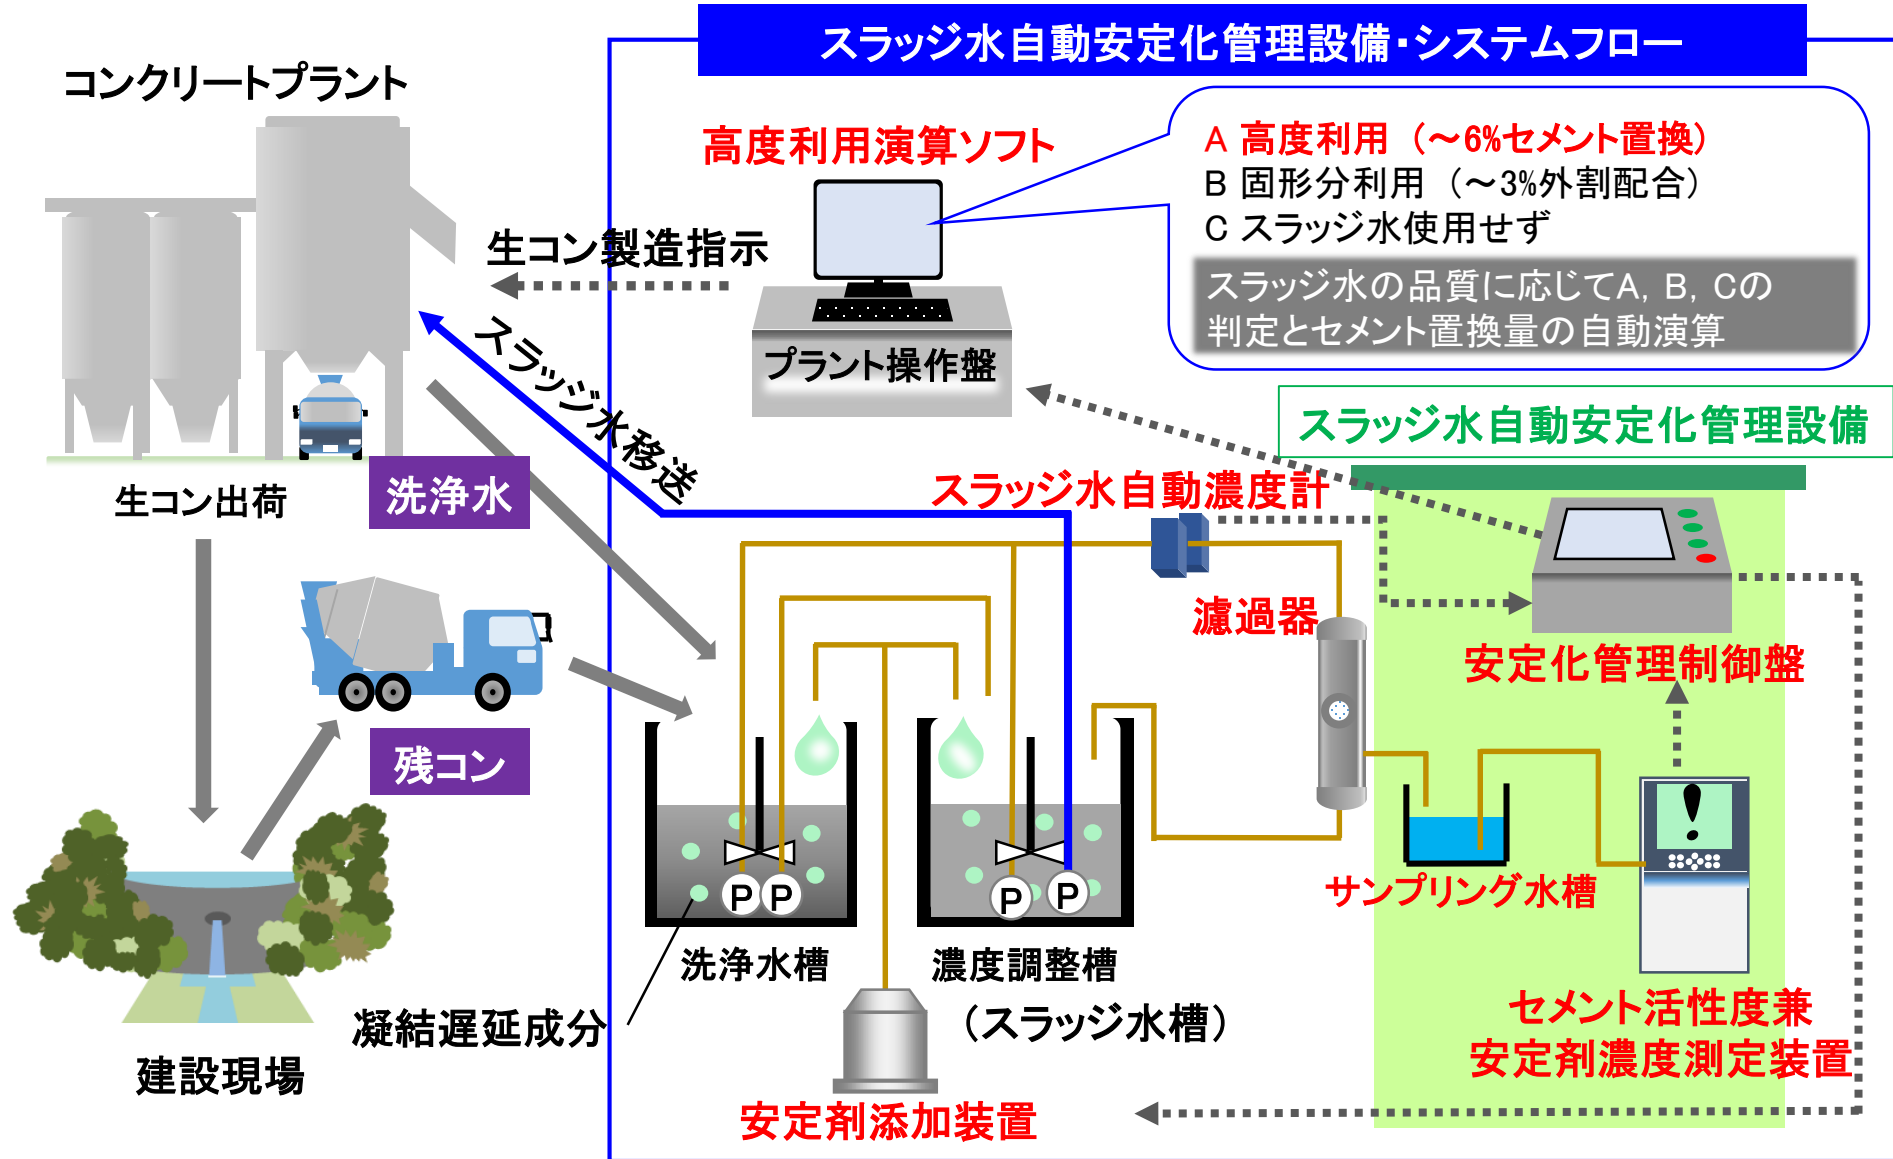 スラッジ水自動安定化管理設備・システムフロー
コンクリートプラント
高度利用演算ソフト
A 高度利用（～6%セメント置換）
B 固形分利用（～3%外割配合）
C スラッジ水使用せず
スラッジ水の品質に応じてA，B，Cの
判定とセメント置換量の自動演算
生コン製造指示
プラント操作盤
スラッジ水移送
スラッジ水自動安定化管理設備
スラッジ水自動濃度計
洗浄水
生コン出荷
濾過器
安定化管理制御盤
残コン
P
P
P
P
サンプリング水槽
洗浄水槽
濃度調整槽
（スラッジ水槽）
凝結遅延成分
セメント活性度兼
安定剤濃度測定装置
建設現場
安定剤添加装置